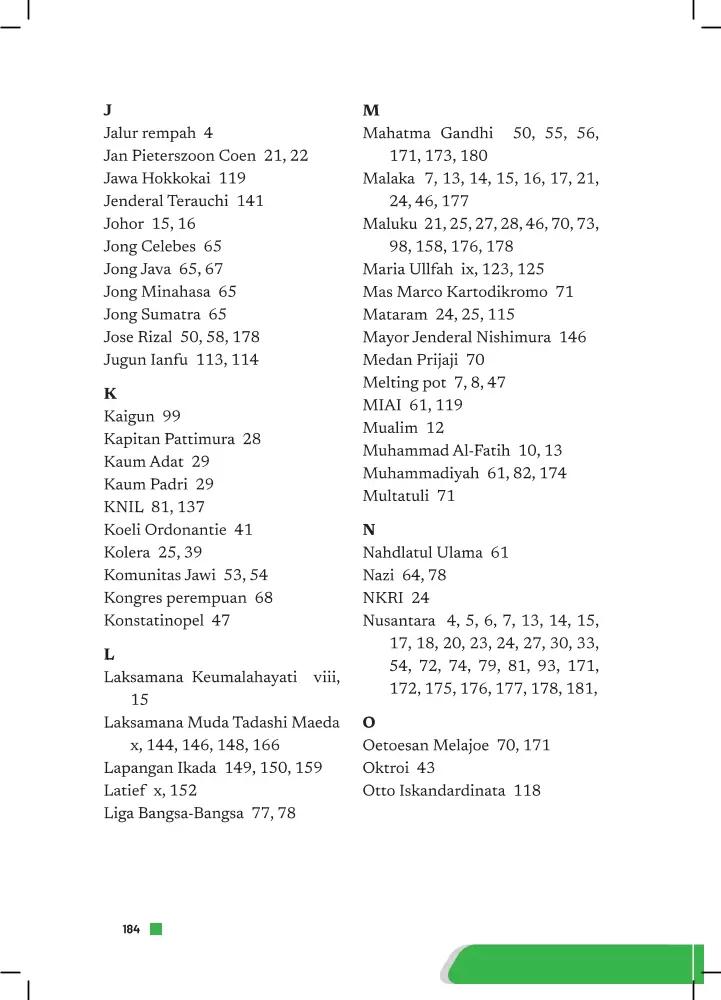 J
Jalur rempah 4
Jan Pieterszoon Coen 21, 22
Jawa Hokkokai 119
Jenderal Terauchi 141
Johor 15, 16
Jong Celebes 65
Jong Java 65, 67
Jong Minahasa 65
Jong Sumatra 65
Jose Rizal 50, 58, 178
Jugun Ianfu 113, 114
K
Kaigun 99
Kapitan Pattimura 28
Kaum Adat 29
Kaum Padri 29
KNIL 81, 137
Koeli Ordonantie 41
Kolera 25, 39
Komunitas Jawi 53, 54
Kongres perempuan 68
Konstatinopel 47
L
Laksamana Keumalahayati viii,
15
Laksamana Muda Tadashi Maeda
x, 144, 146, 148, 166
Lapangan Ikada 149, 150, 159
Latief x, 152
Liga Bangsa-Bangsa 77, 78
M
Mahatma Gandhi 50, 55, 56,
171, 173, 180
Malaka 7, 13, 14, 15, 16, 17, 21,
24, 46, 177
Maluku 21, 25, 27, 28, 46, 70, 73,
98, 158, 176, 178
Maria Ullfah ix, 123, 125
Mas Marco Kartodikromo 71
Mataram 24, 25, 115
Mayor Jenderal Nishimura 146
Medan Prijaji 70
Melting pot 7, 8, 47
MIAI 61, 119
Mualim 12
Muhammad Al-Fatih 10, 13
Muhammadiyah 61, 82, 174
Multatuli 71
N
Nahdlatul Ulama 61
Nazi 64, 78
NKRI 24
Nusantara 4, 5, 6, 7, 13, 14, 15,
17, 18, 20, 23, 24, 27, 30, 33,
54, 72, 74, 79, 81, 93, 171,
172, 175, 176, 177, 178, 181,
O
Oetoesan Melajoe 70, 171
Oktroi 43
Otto Iskandardinata 118
184